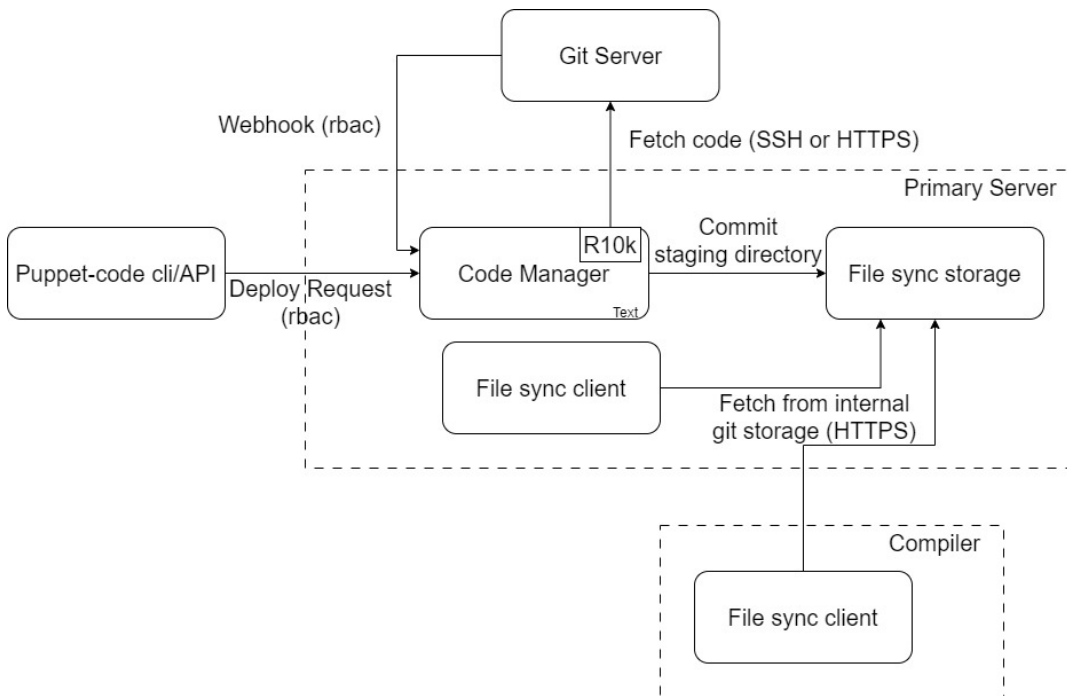 Git Server
Webhook (rbac)
Fetch code (SSH or HTTPS)
Primary Server
Puppet-code cli/API
Deploy Request
(rbac)
R10k
Code Manager
Text
Commit
staging directory
File sync storage
File sync client
Fetch from internal
git storage (HTTPS)
Compiler
File sync client